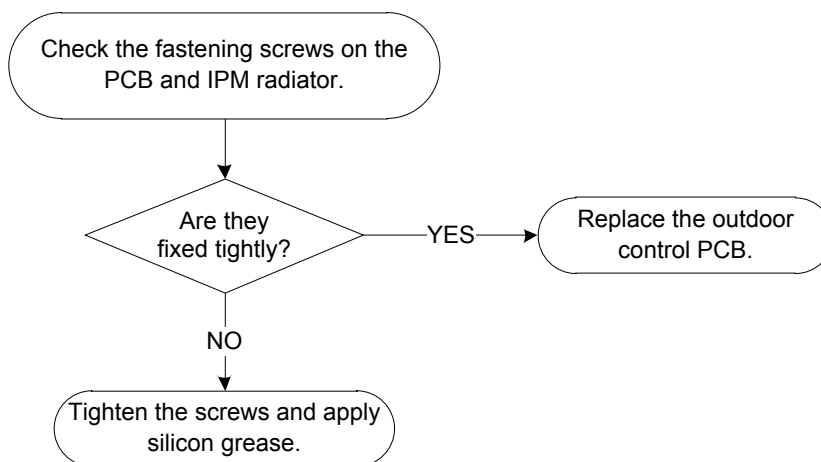 Check the fastening screws on the
PCB and IPM radiator.
Are they
fixed tightly?
YES
Replace the outdoor
control PCB.
NO
Tighten the screws and apply
silicon grease.